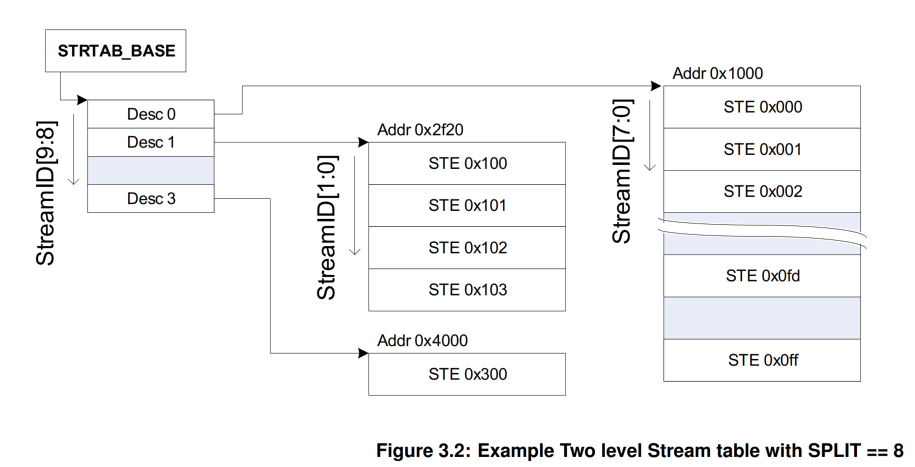 STRTAB_BASE
StreamID[9:8]
Desc 0
Desc 1
Desc 3
Addr 0x2f20
StreamID[1:0]
STE 0x100
STE 0x101
STE 0x102
STE 0x103
Addr 0x4000
STE 0x300
Addr 0x1000
StreamID[7:0]
STE 0x000
STE 0x001
STE 0x002
STE 0x0fd
STE 0x0ff
Figure 3.2: Example Two level Stream table with SPLIT == 8